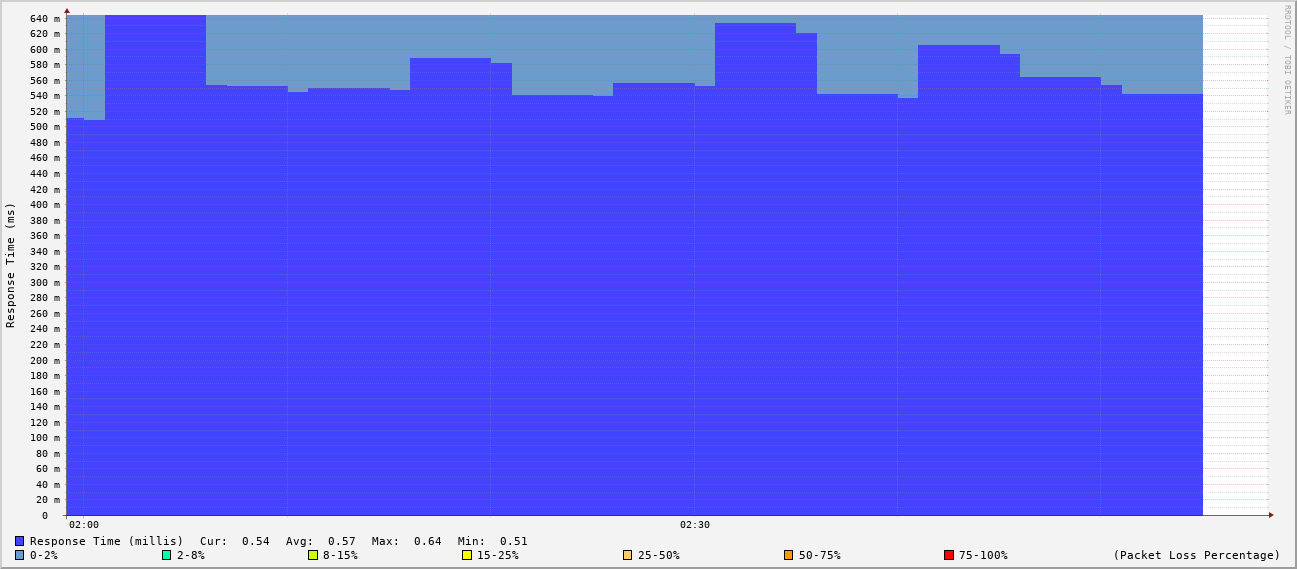 RRDTOOL / TOBI OETIKER
Response Time (ms)
640 m
620 m
600 m
580 m
560 m
540 m
520 m
500 m
480 m
460 m
440 m
420 m
400 m
380 m
360 m
340 m
320 m
300 m
280 m
260 m
240 m
220 m
200 m
180 m
160 m
140 m
120 m
100 m
80 m
60 m
40 m
20 m
0
02:00 02:30
Response Time (millis) Cur: 0.54 Avg: 0.57 Max: 0.64 Min: 0.51
0-2% 2-8% 8-15% 15-25% 25-50% 50-75% 75-100% (Packet Loss Percentage)